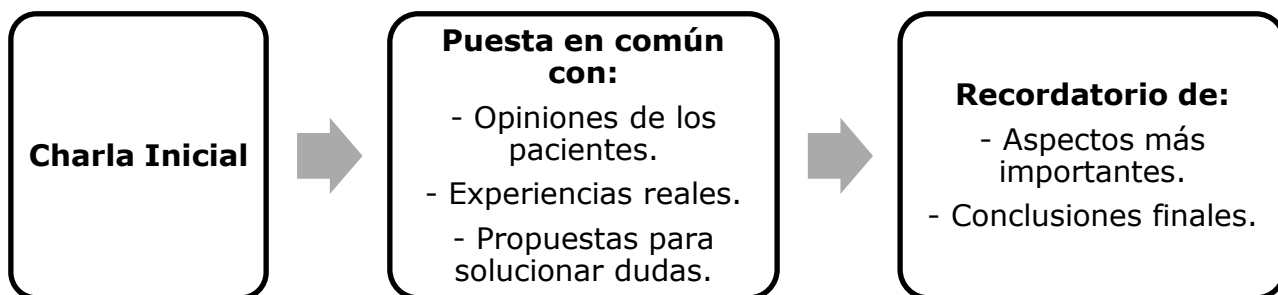 Charla Inicial
Puesta en común
con:
- Opiniones de los
pacientes.
- Experiencias reales.
- Propuestas para
solucionar dudas.
Recordatorio de:
- Aspectos más
importantes.
- Conclusiones finales.